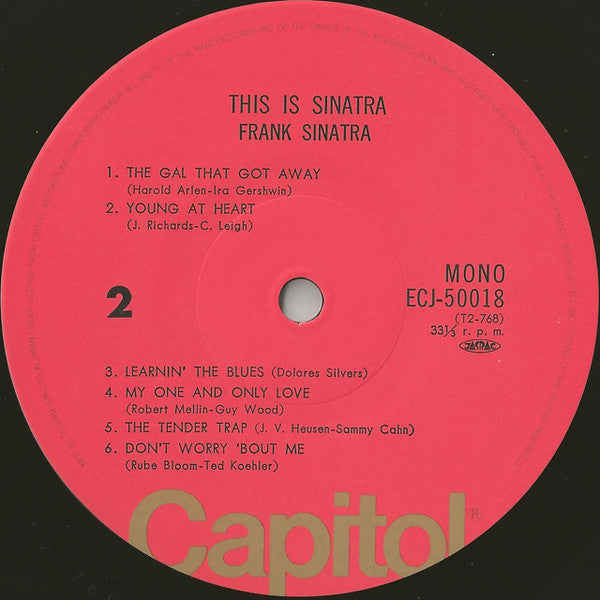 THIS IS SINATRA
FRANK SINATRA
1. THE GAL THAT GOT AWAY
(Harold Arlen-Ira Gershwin)
2. YOUNG AT HEART
(J. Richards-C. Leigh)
2
MONO
ECJ-50018
(T2-768)
33⅓ r. p. m.
JASRAC
3. LEARNIN' THE BLUES (Dolores Silvers)
4. MY ONE AND ONLY LOVE
(Robert Mellin-Guy Wood)
5. THE TENDER TRAP (J. V. Heusen-Sammy Cahn)
6. DON'T WORRY 'BOUT ME
(Rube Bloom-Ted Koehler)
Capitol®